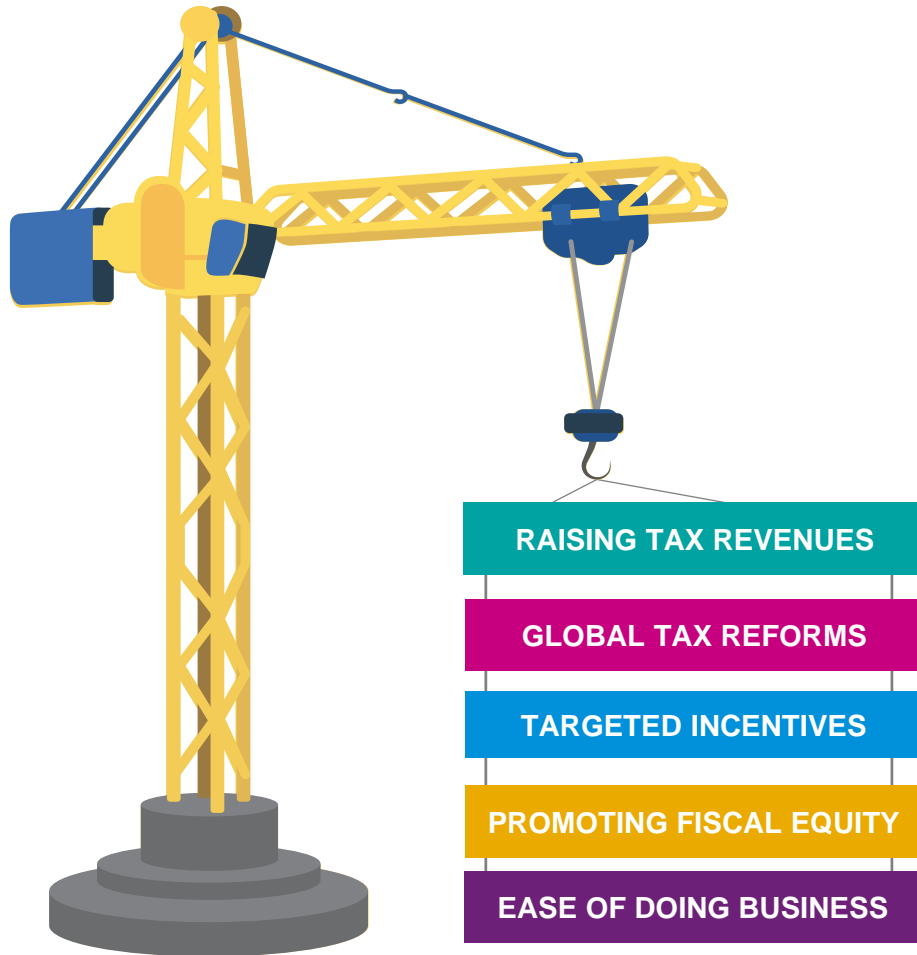 RAISING TAX REVENUES
GLOBAL TAX REFORMS
TARGETED INCENTIVES
PROMOTING FISCAL EQUITY
EASE OF DOING BUSINESS